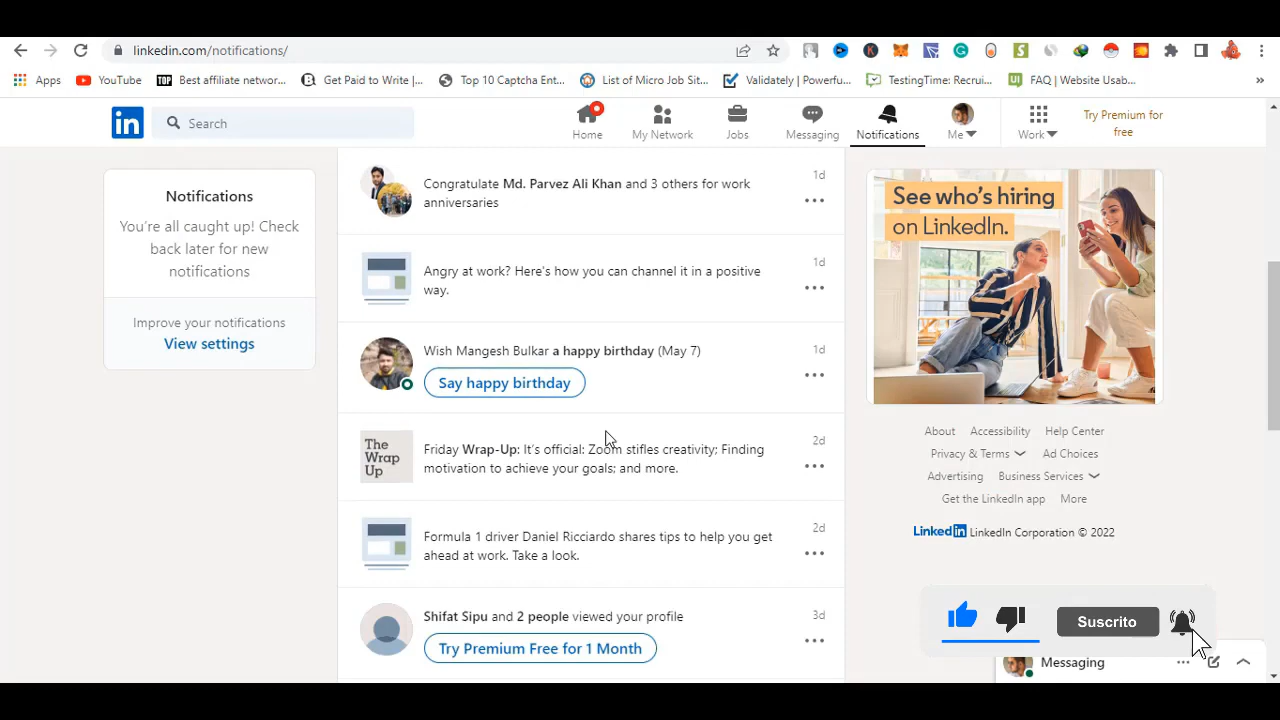 linkedin.com/notifications/
Apps
YouTube
TOP
Best affiliate networ...
Get Paid to Write |...
Top 10 Captcha Ent...
List of Micro Job Sit...
Validately | Powerfu...
TestingTime: Recrui...
UI
FAQ | Website Usab...
»
in
Search
Home
My Network
Jobs
Messaging
Notifications
Me
Work
Try Premium for
free
Notifications
You're all caught up! Check
back later for new
notifications
Improve your notifications
View settings
Congratulate Md. Parvez Ali Khan and 3 others for work
anniversaries
1d
Angry at work? Here's how you can channel it in a positive
way.
1d
Wish Mangesh Bulkar a happy birthday (May 7)
Say happy birthday
1d
The
Wrap
Up
Friday Wrap-Up: It's official: Zoom stifles creativity; Finding
motivation to achieve your goals; and more.
2d
Formula 1 driver Daniel Ricciardo shares tips to help you get
ahead at work. Take a look.
2d
Shifat Sipu and 2 people viewed your profile
Try Premium Free for 1 Month
3d
See who's hiring
on LinkedIn.
About Accessibility Help Center
Privacy & Terms Ad Choices
Advertising Business Services
Get the LinkedIn app More
LinkedIn LinkedIn Corporation © 2022
Suscrito
Messaging